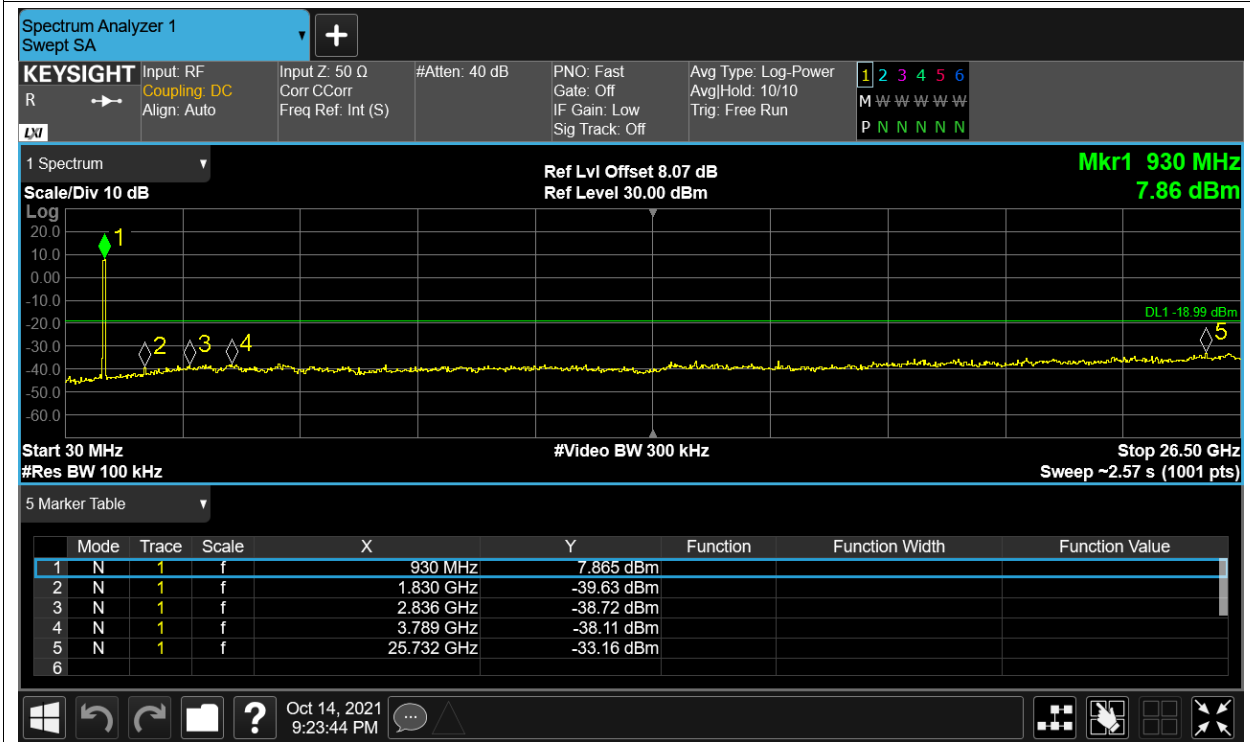 Spectrum Analyzer 1
Swept SA
+
KEYSIGHT Input: RF Input Z: 50 Ω #Atten: 40 dB PNO: Fast Avg Type: Log-Power 1 2 3 4 5 6
R Coupling: DC Corr CCorr Gate: Off Avg|Hold: 10/10 M W W W W W
Align: Auto Freq Ref: Int (S) IF Gain: Low Trig: Free Run
LXI Sig Track: Off P N N N N N
1 Spectrum Ref Lvl Offset 8.07 dB Mkr1 930 MHz
Scale/Div 10 dB Ref Level 30.00 dBm 7.86 dBm
Log
20.0
1
10.0
0.00
-10.0
DL1 -18.99 dBm
-20.0
2 3 4 5
-30.0
-40.0
-50.0
-60.0
Start 30 MHz #Video BW 300 kHz Stop 26.50 GHz
#Res BW 100 kHz Sweep ~2.57 s (1001 pts)
5 Marker Table
Mode Trace Scale X Y Function Function Width Function Value
1 N 1 f 930 MHz 7.865 dBm
2 N 1 f 1.830 GHz -39.63 dBm
3 N 1 f 2.836 GHz -38.72 dBm
4 N 1 f 3.789 GHz -38.11 dBm
5 N 1 f 25.732 GHz -33.16 dBm
6
? Oct 14, 2021
9:23:44 PM